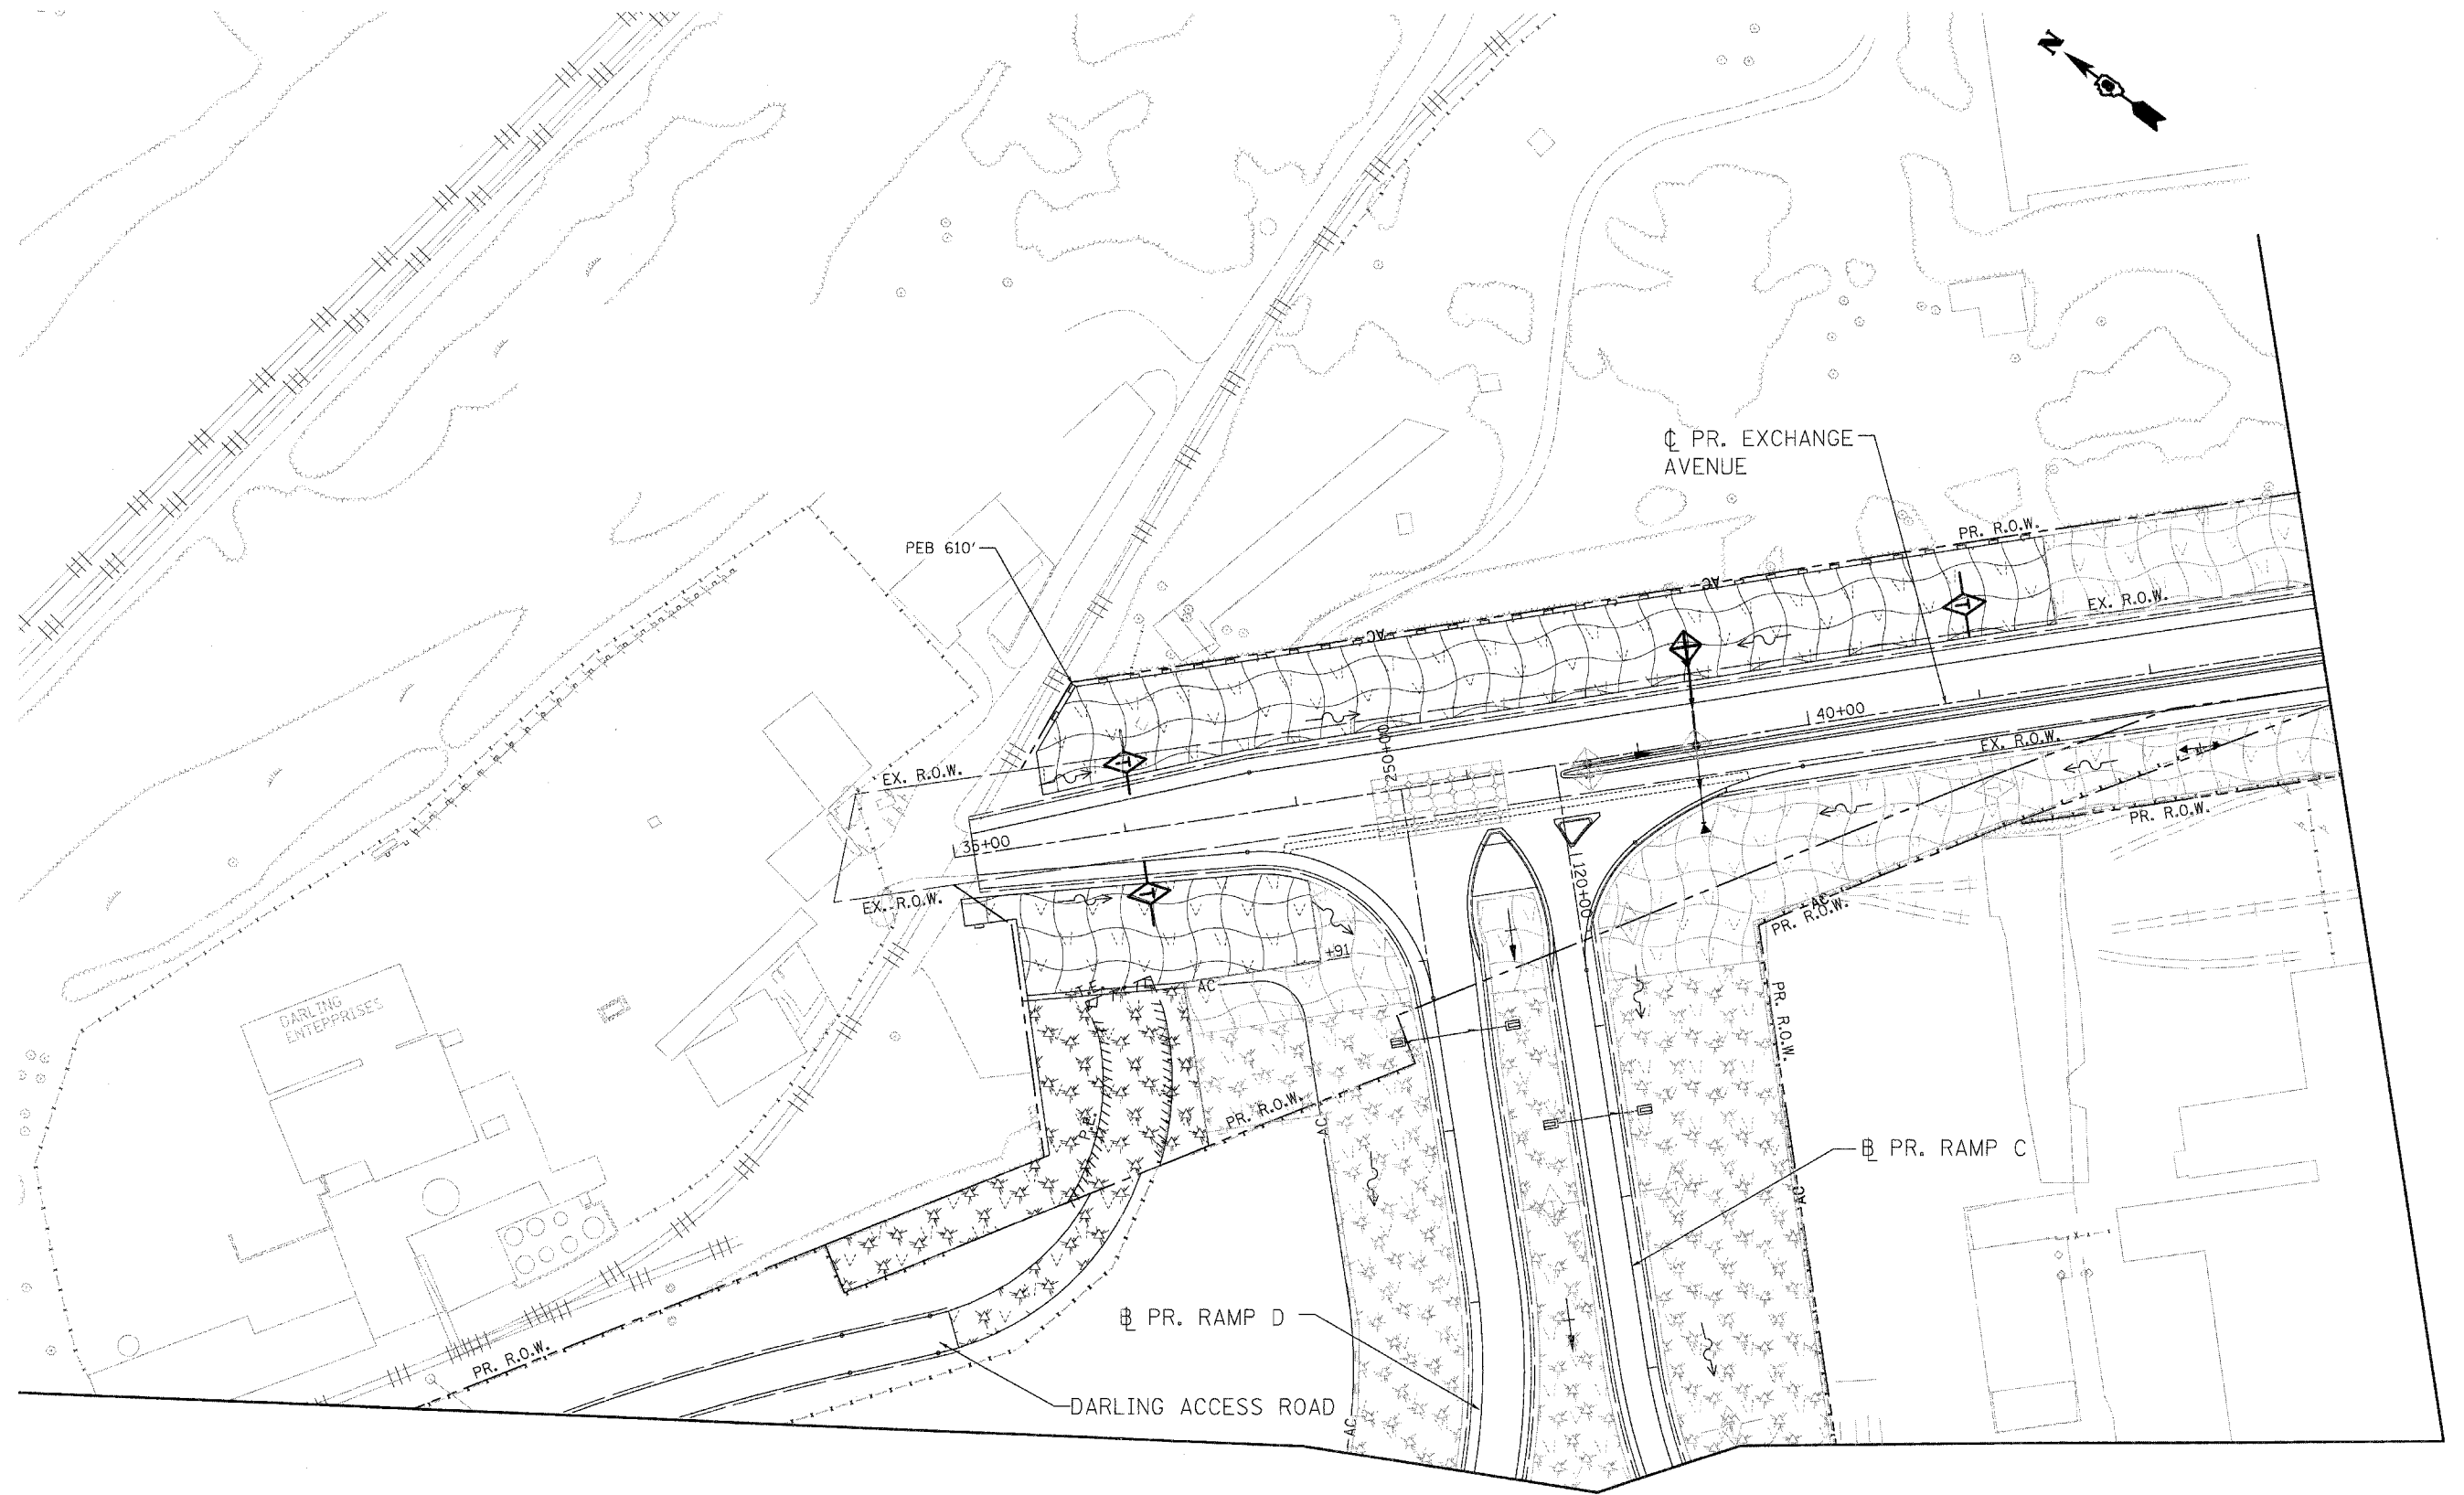 N
℄ PR. EXCHANGE
AVENUE
PR. R.O.W.
PEB 610'
AC
AC
EX. R.O.W.
T
40+00
EX. R.O.W.
250+00
EX. R.O.W.
T
PR. R.O.W.
35+00
120+00
EX. R.O.W.
T
AC
PR. R.O.W.
+91
T.E.
AC
PR. R.O.W.
DARLING
ENTERPRISES
PR. R.O.W.
P.E.
AC
℔ PR. RAMP C
AC
℔ PR. RAMP D
PR. R.O.W.
DARLING ACCESS ROAD
AC